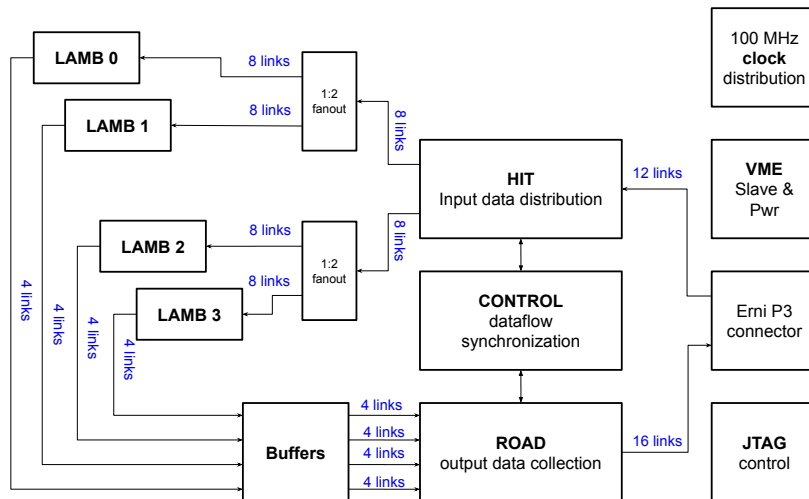 LAMB 0
8 links
1:2
fanout
100 MHz
clock
distribution
LAMB 1
8 links
8 links
HIT
Input data distribution
12 links
VME
Slave &
Pwr
LAMB 2
8 links
1:2
fanout
8 links
LAMB 3
8 links
4 links
4 links
4 links
4 links
CONTROL
dataflow
synchronization
Erni P3
connector
Buffers
4 links
4 links
4 links
4 links
ROAD
output data collection
16 links
JTAG
control